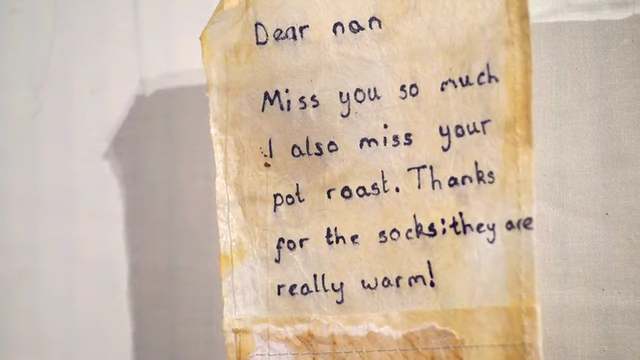 Dear nan
Miss you so much
I also miss your
pot roast. Thanks
for the socks:they are
really warm!